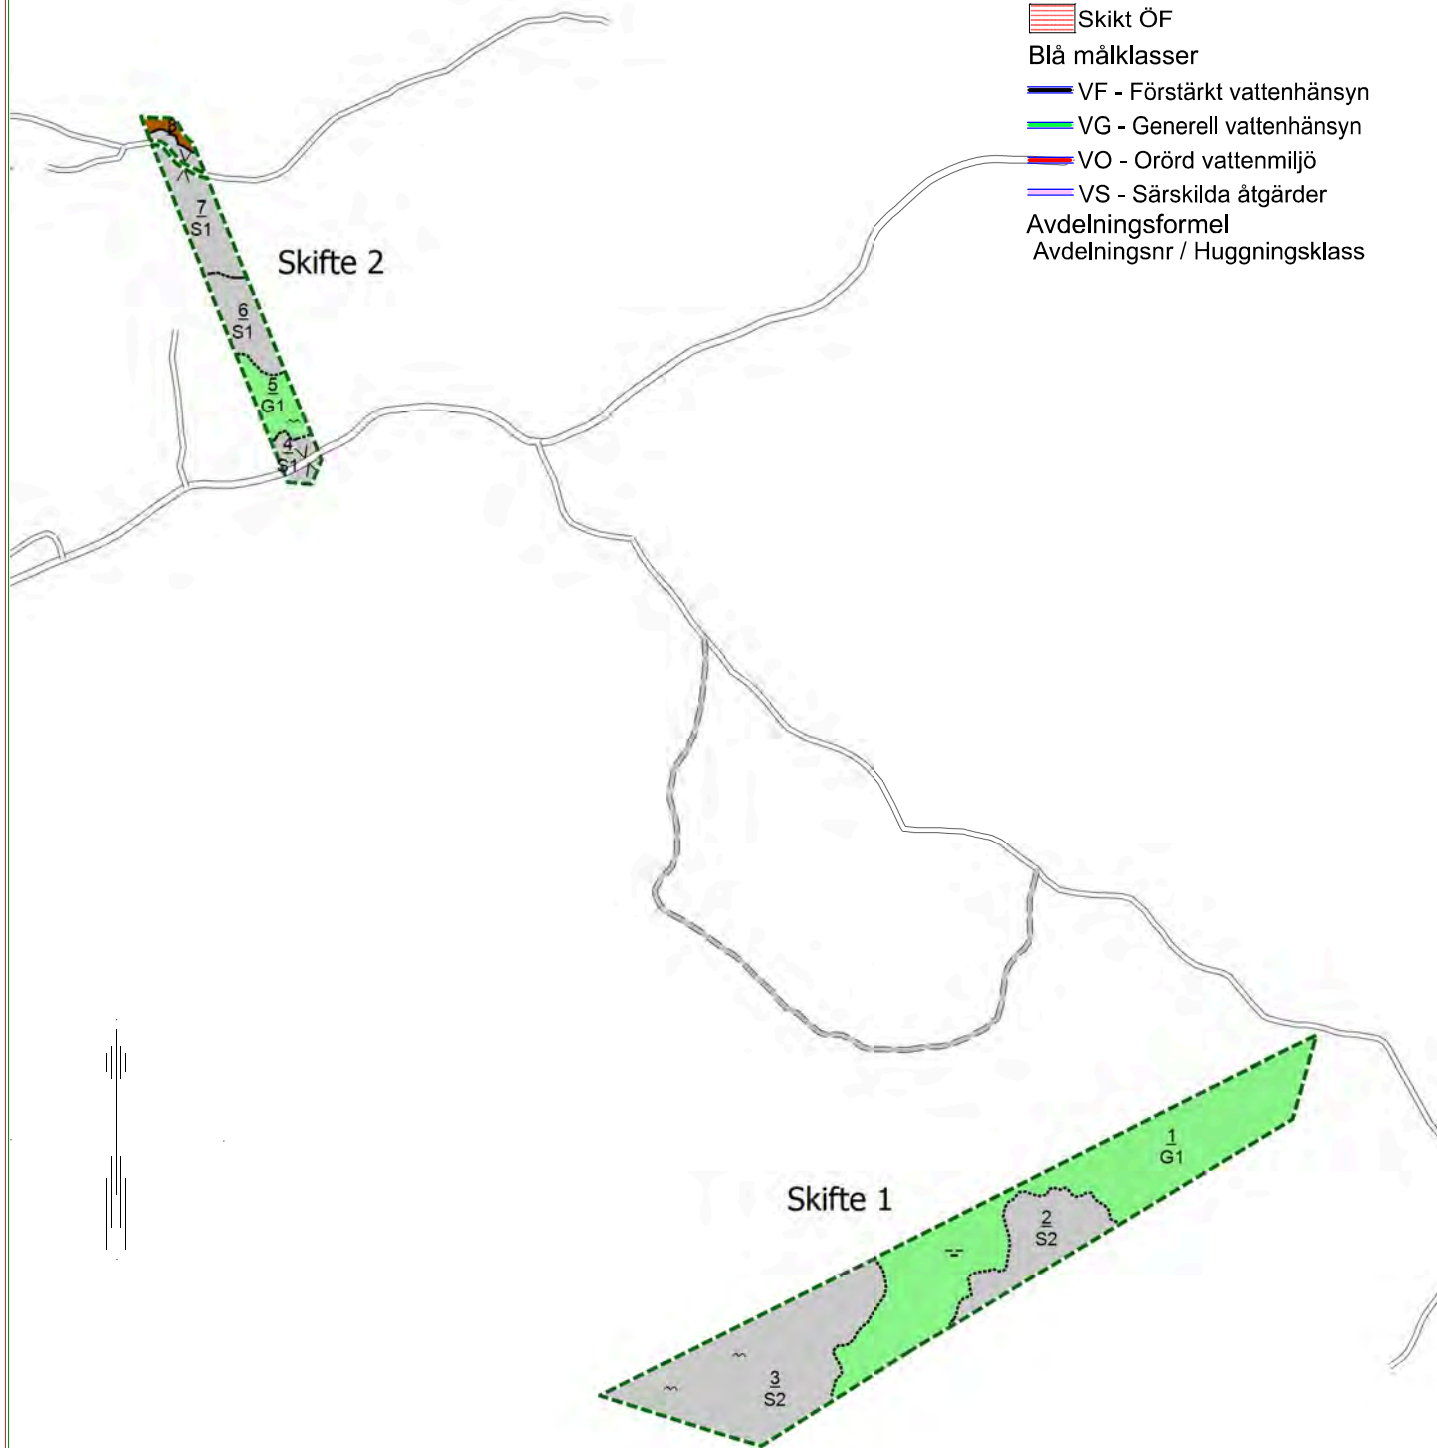 Skikt ÖF
Blå målklasser
VF - Förstärkt vattenhänsyn
VG - Generell vattenhänsyn
VO - Orörd vattenmiljö
VS - Särskilda åtgärder
Avdelningsformel
Avdelningsnr / Huggningsklass
7
S1
Skifte 2
6
S1
5
G1
4
S1
1
G1
Skifte 1
2
S2
3
S2